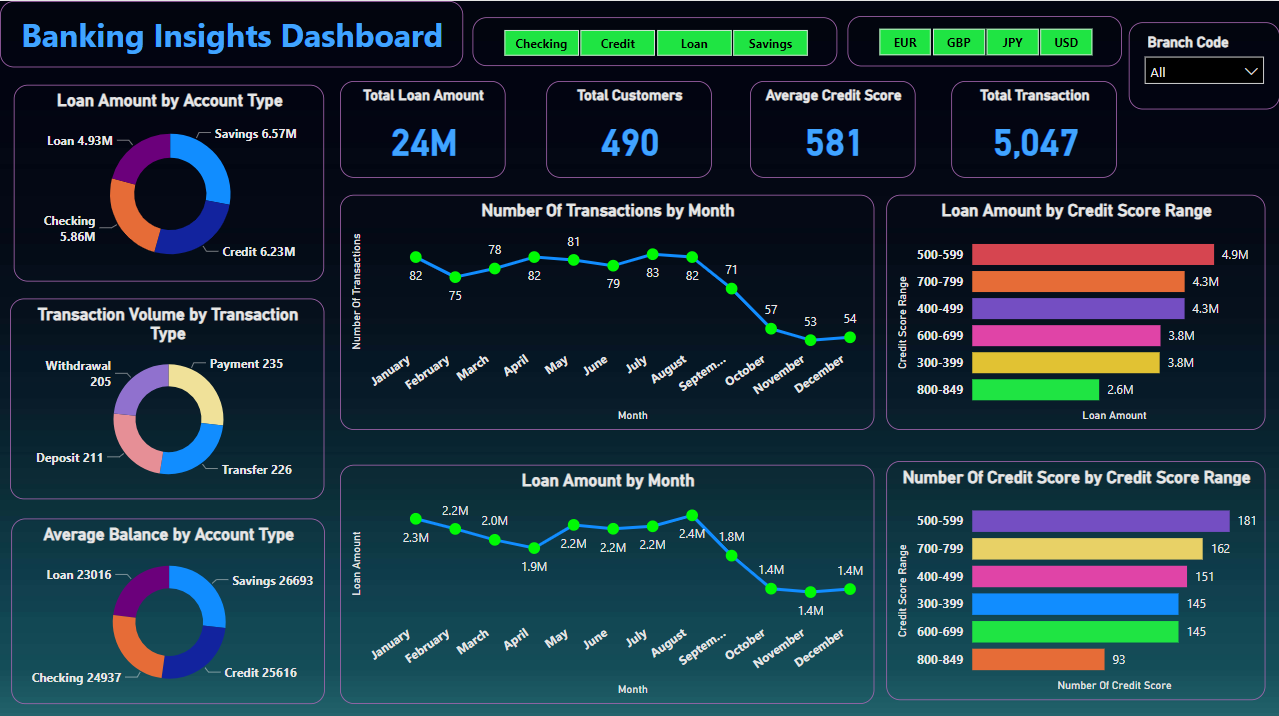 Banking Insights Dashboard
Checking
Credit
Loan
Savings
EUR
GBP
JPY
USD
Branch Code
All
Loan Amount by Account Type
Loan 4.93M
Savings 6.57M
Checking
5.86M
Credit 6.23M
Total Loan Amount
24M
Total Customers
490
Average Credit Score
581
Total Transaction
5,047
Number Of Transactions by Month
Number Of Transactions
82
75
78
82
81
79
83
82
71
57
53
54
January
February
March
April
May
June
July
August
Septem...
October
November
December
Month
Loan Amount by Credit Score Range
Credit Score Range
500-599
4.9M
700-799
4.3M
400-499
4.3M
600-699
3.8M
300-399
3.8M
800-849
2.6M
Loan Amount
Transaction Volume by Transaction
Type
Withdrawal
205
Payment 235
Deposit 211
Transfer 226
Loan Amount by Month
Loan Amount
2.3M
2.2M
2.0M
1.9M
2.2M
2.2M
2.2M
2.4M
1.8M
1.4M
1.4M
1.4M
January
February
March
April
May
June
July
August
Septem...
October
November
December
Month
Number Of Credit Score by Credit Score Range
Credit Score Range
500-599
181
700-799
162
400-499
151
300-399
145
600-699
145
800-849
93
Number Of Credit Score
Average Balance by Account Type
Loan 23016
Savings 26693
Checking 24937
Credit 25616